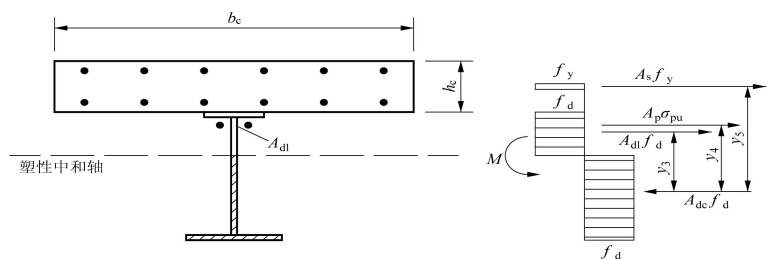 b_c
h_c
A_dl
塑性中和轴
f_y
A_s f_y
f_d
A_p σ_pu
A_dl f_d
M
y_3
y_4
y_5
A_dc f_d
f_d